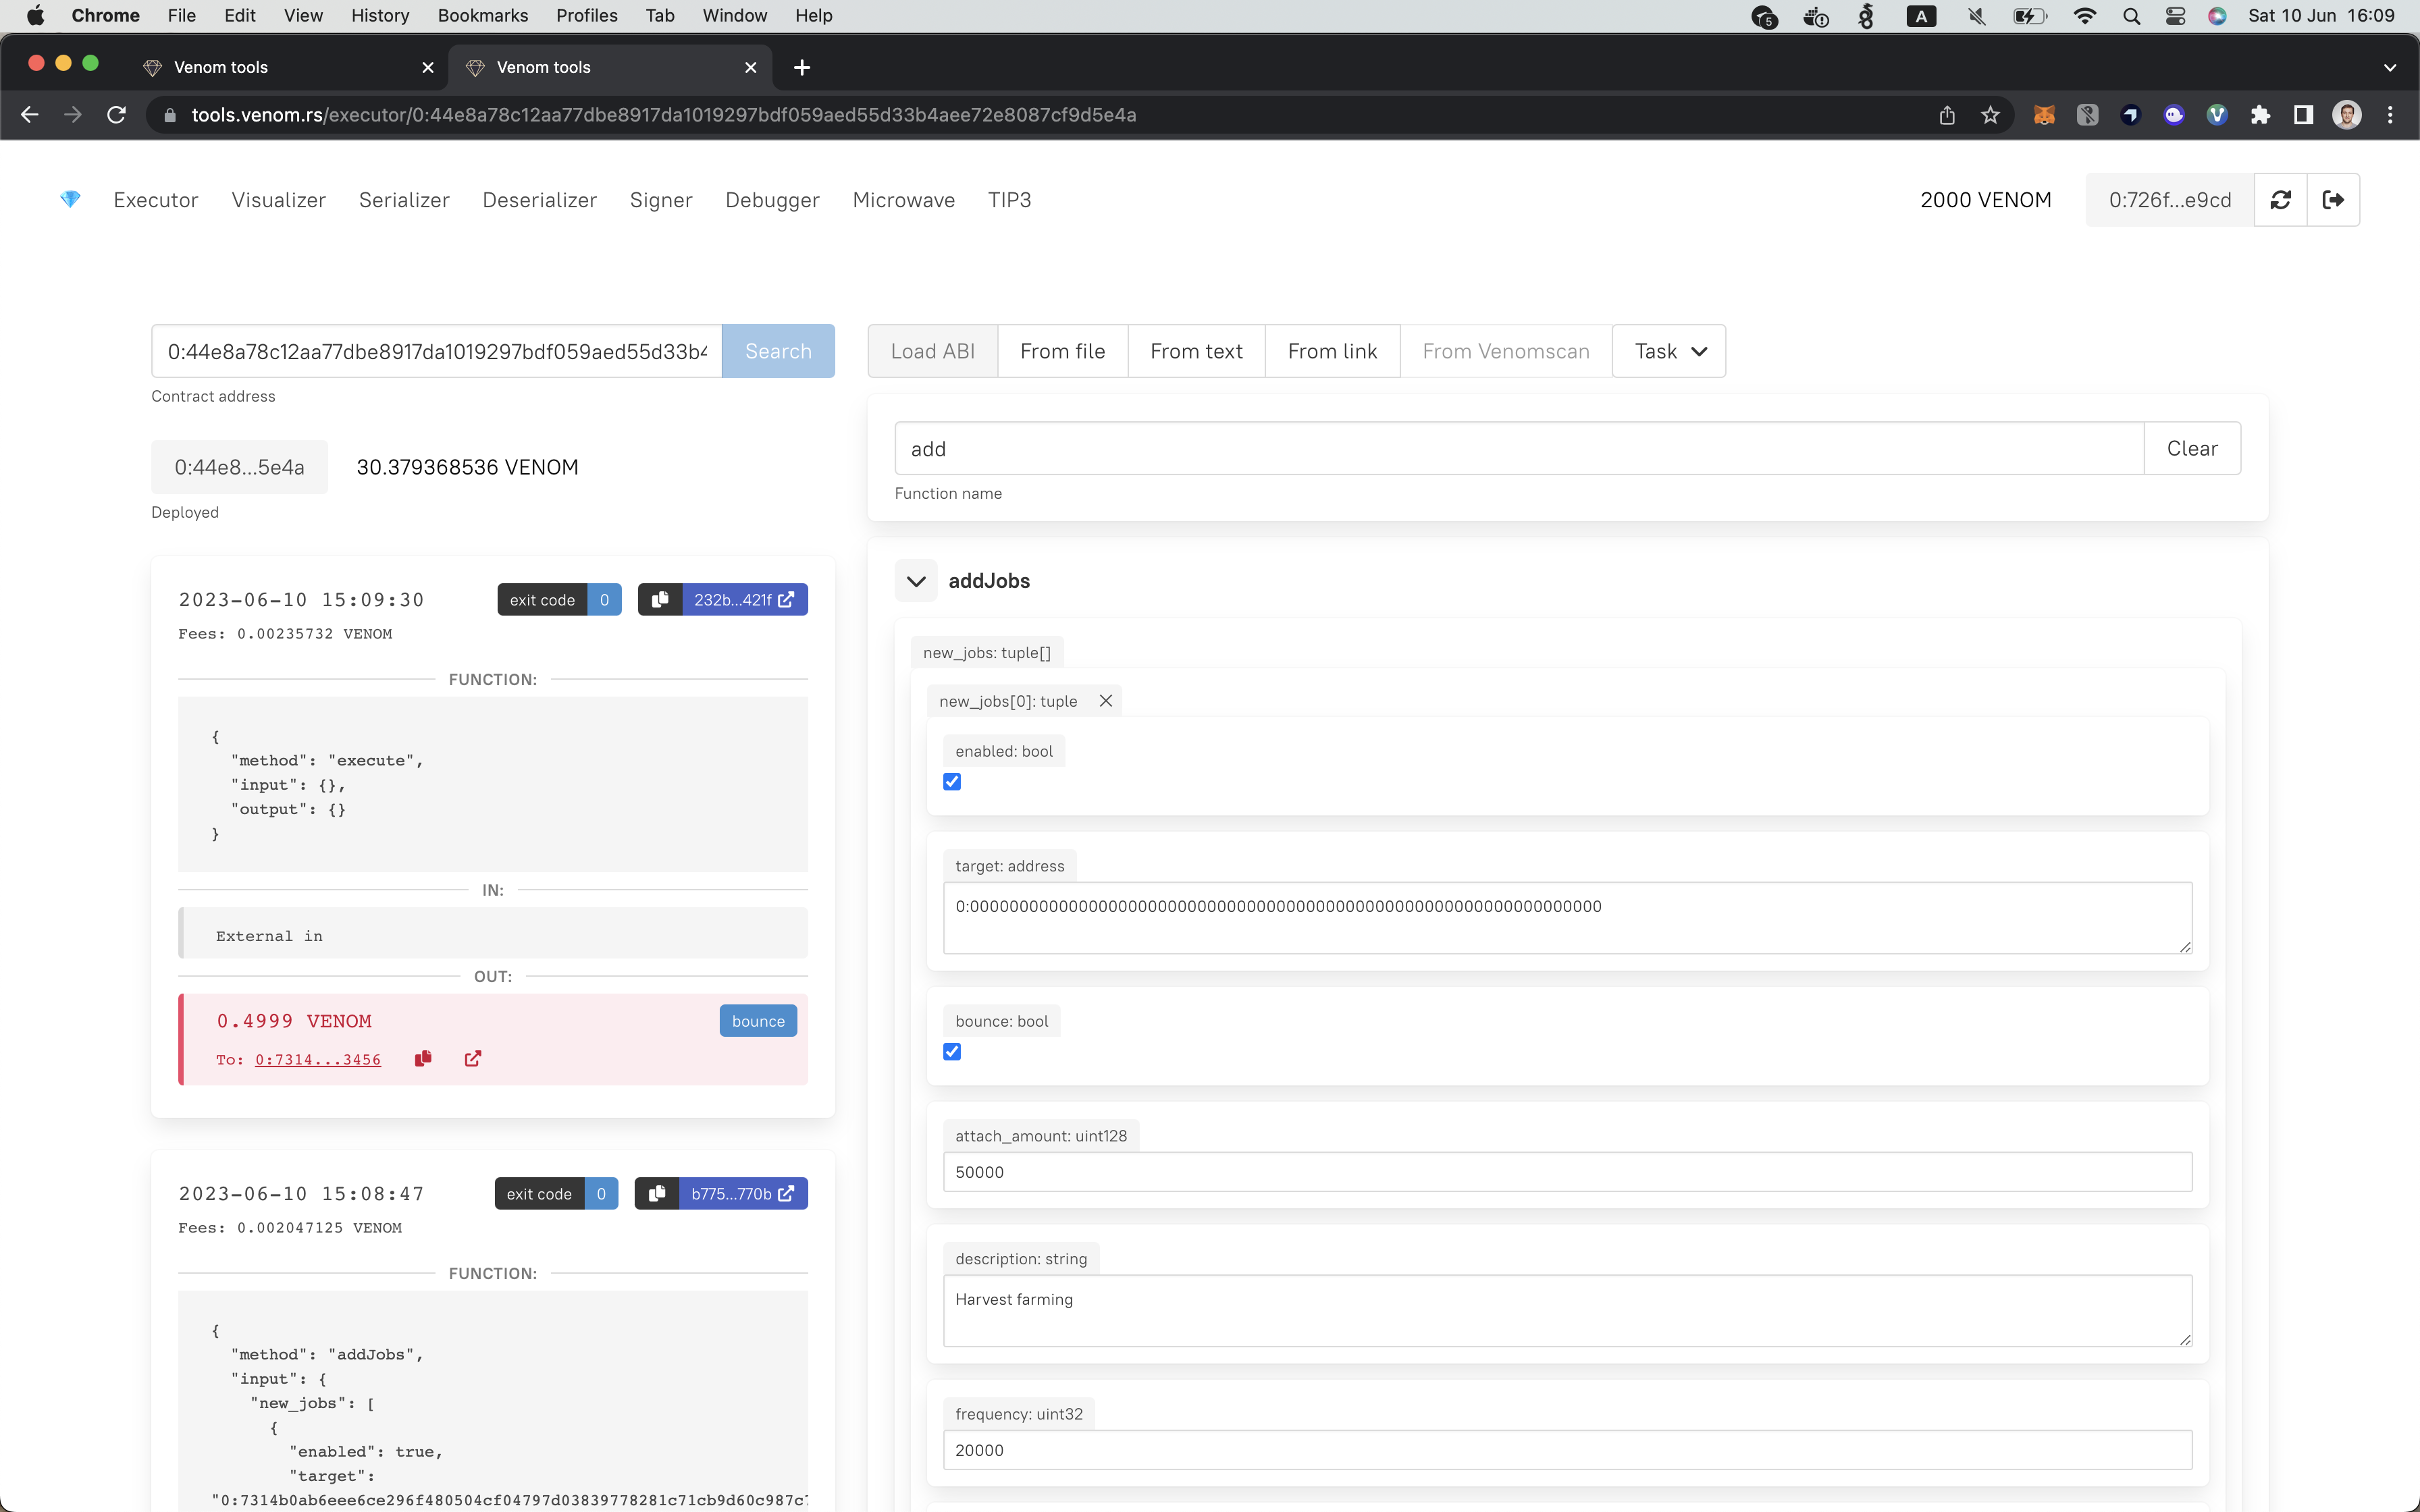 Chrome File Edit View History Bookmarks Profiles Tab Window Help
5
A
Sat 10 Jun 16:09
Venom tools
Venom tools
tools.venom.rs/executor/0:44e8a78c12aa77dbe8917da1019297bdf059aed55d33b4aee72e8087cf9d5e4a
Executor Visualizer Serializer Deserializer Signer Debugger Microwave TIP3
2000 VENOM
0:726f...e9cd
0:44e8a78c12aa77dbe8917da1019297bdf059aed55d33b4
Search
Contract address
0:44e8...5e4a
30.379368536 VENOM
Deployed
2023-06-10 15:09:30
exit code 0
232b...421f
Fees: 0.00235732 VENOM
FUNCTION:
{
"method": "execute",
"input": {},
"output": {}
}
IN:
External in
OUT:
0.4999 VENOM
bounce
To: 0:7314...3456
2023-06-10 15:08:47
exit code 0
b775...770b
Fees: 0.002047125 VENOM
FUNCTION:
{
"method": "addJobs",
"input": {
"new_jobs": [
{
"enabled": true,
"target":
"0:7314b0ab6eee6ce296f480504cf04797d03839778281c71cb9d60c987c7
Load ABI From file From text From link From Venomscan Task
add
Clear
Function name
addJobs
new_jobs: tuple[]
new_jobs[0]: tuple
enabled: bool
target: address
0:0000000000000000000000000000000000000000000000000000000000000000
bounce: bool
attach_amount: uint128
50000
description: string
Harvest farming
frequency: uint32
20000